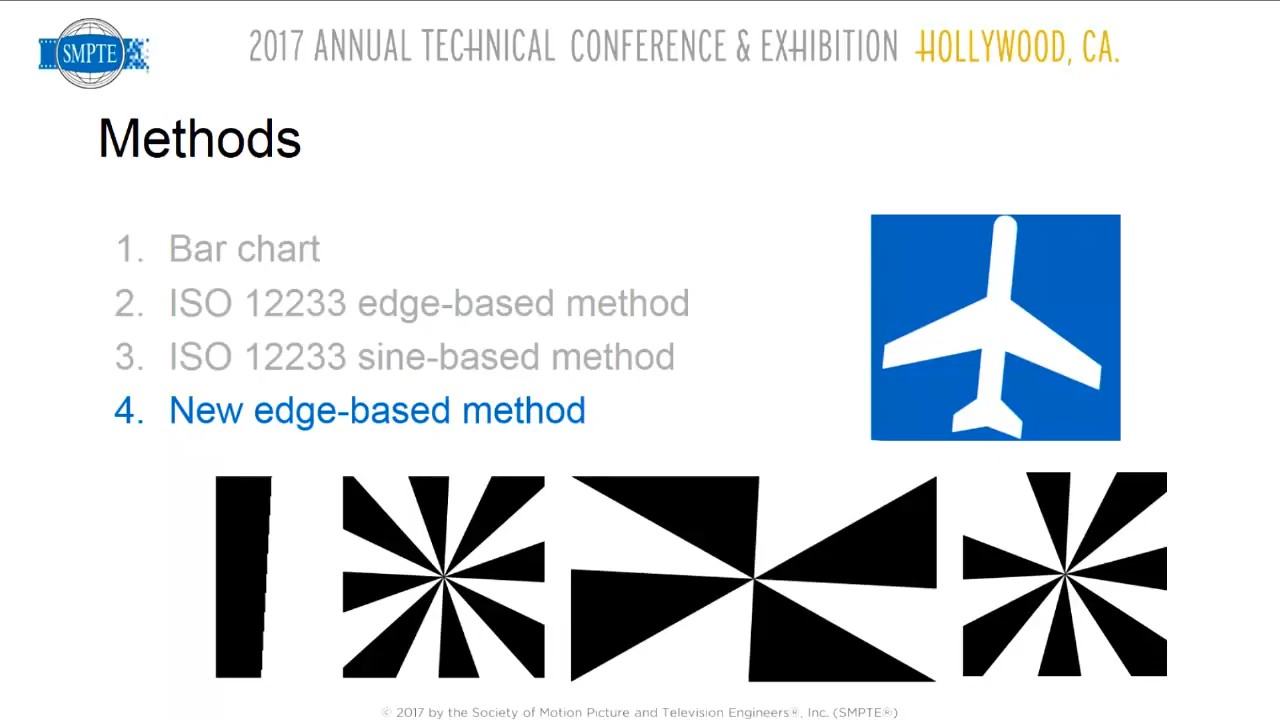 SMPTE
2017 ANNUAL TECHNICAL CONFERENCE & EXHIBITION HOLLYWOOD, CA.
Methods
1. Bar chart
2. ISO 12233 edge-based method
3. ISO 12233 sine-based method
4. New edge-based method
© 2017 by the Society of Motion Picture and Television Engineers®, Inc. (SMPTE®)